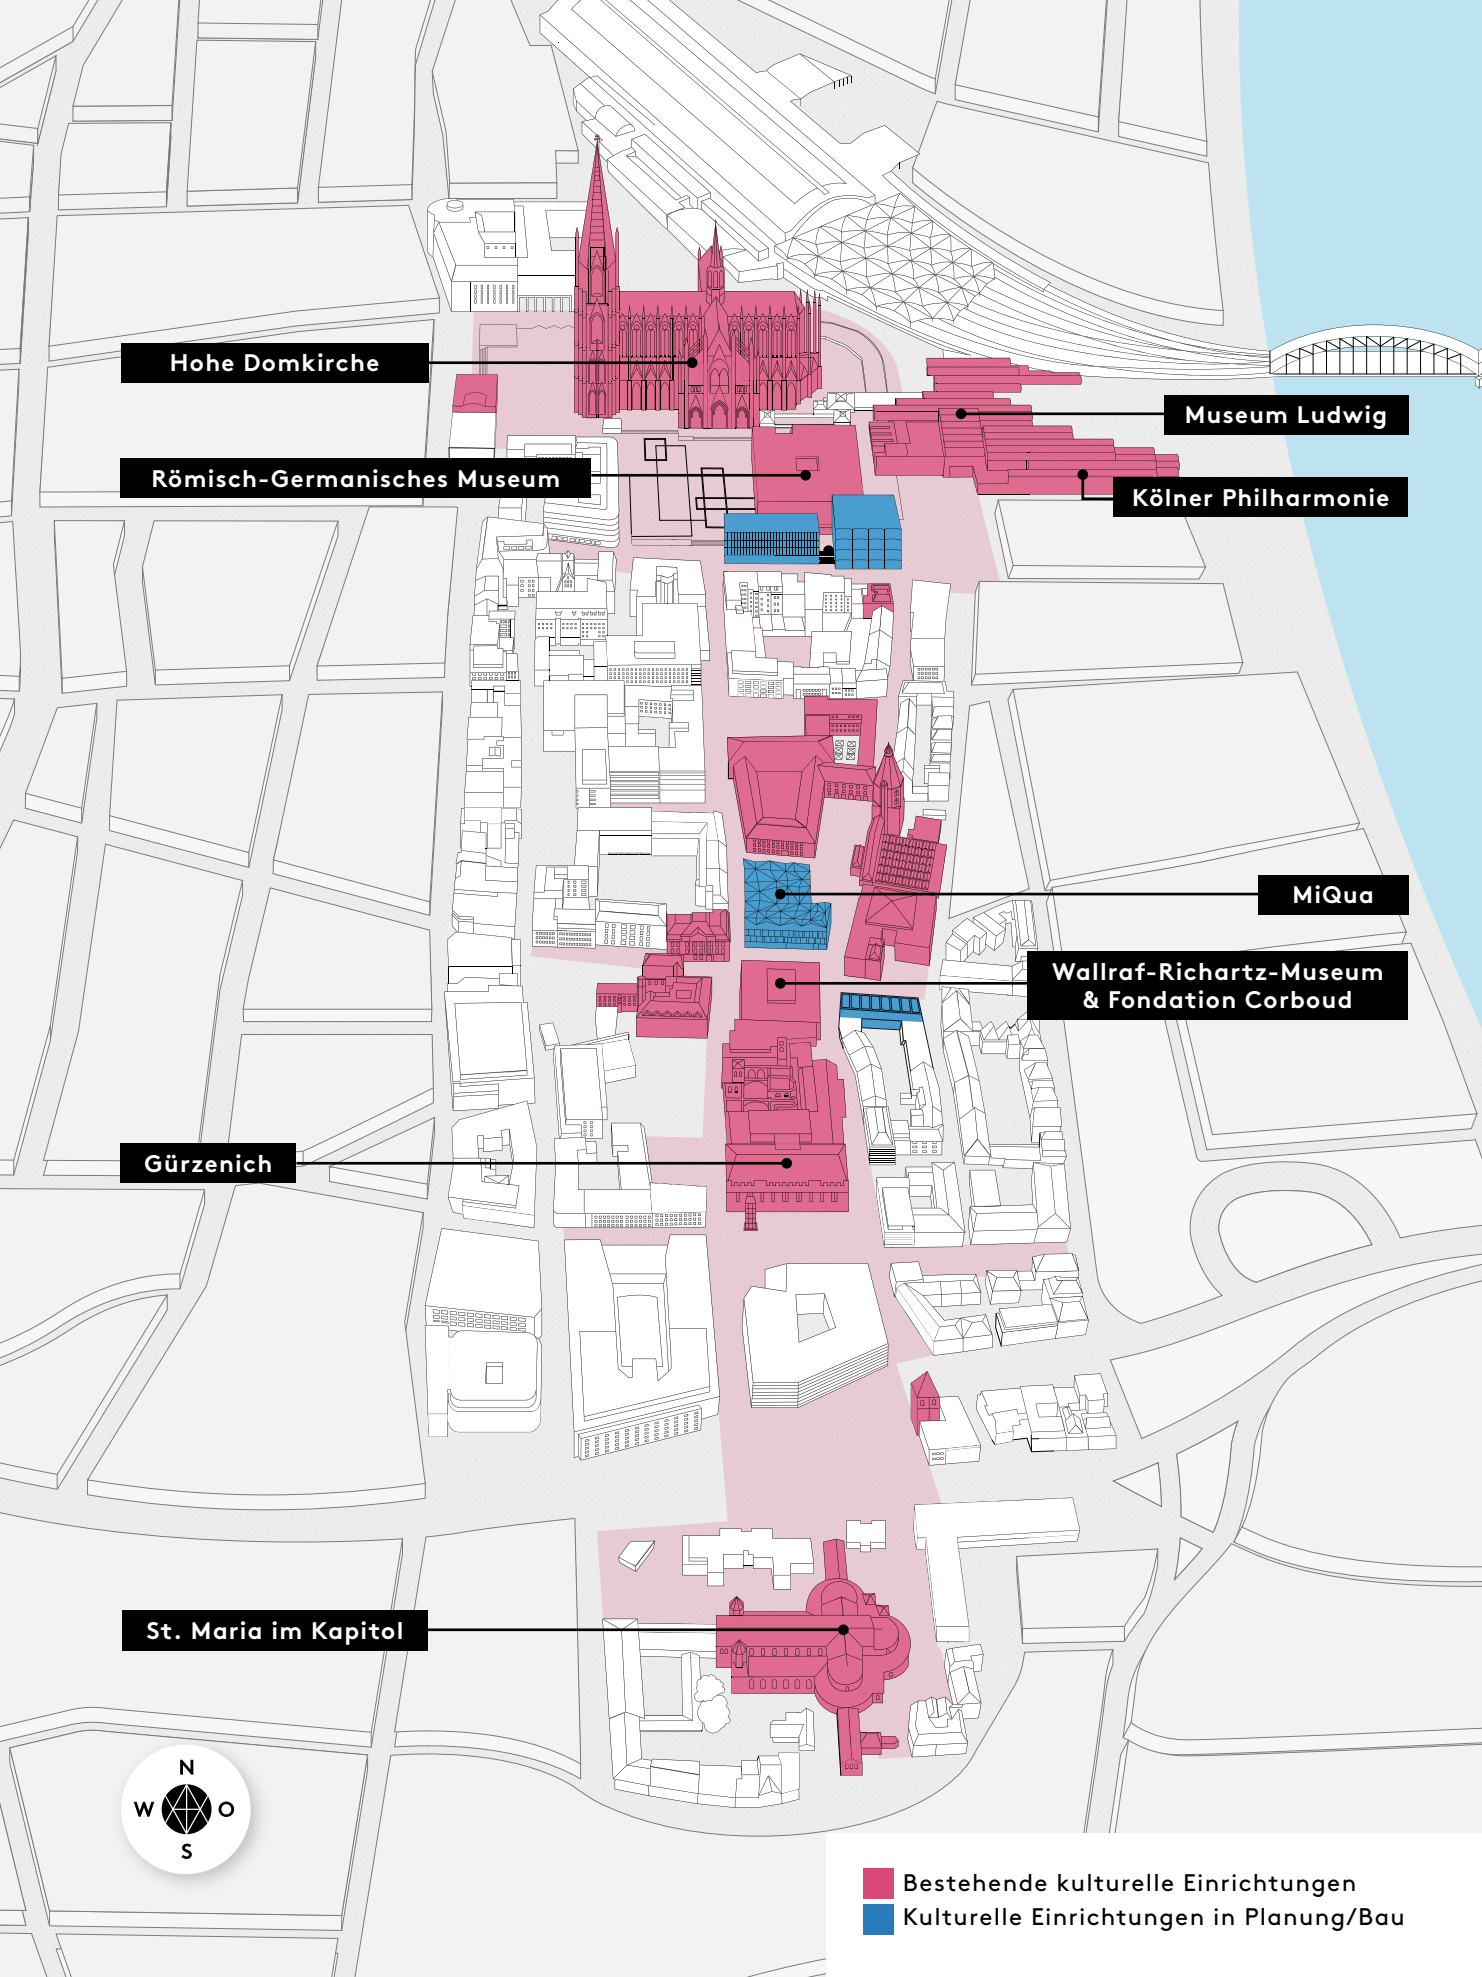 Hohe Domkirche
Museum Ludwig
Römisch-Germanisches Museum
Kölner Philharmonie
MiQua
Wallraf-Richartz-Museum
& Fondation Corboud
Gürzenich
St. Maria im Kapitol
N
W O
S
Bestehende kulturelle Einrichtungen
Kulturelle Einrichtungen in Planung/Bau